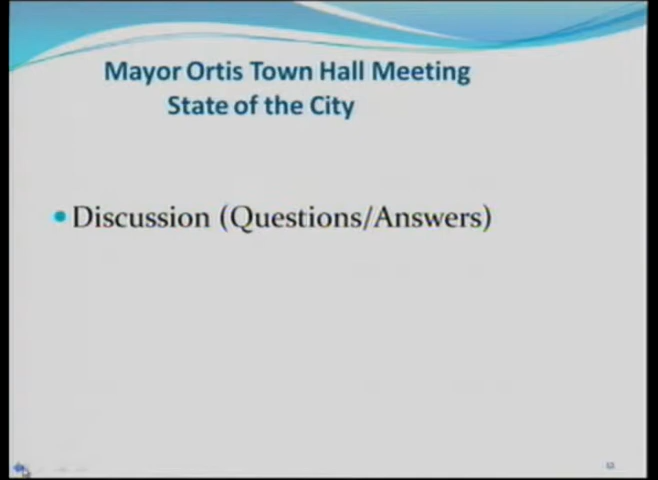 Mayor Ortis Town Hall Meeting
State of the City
Discussion (Questions/Answers)